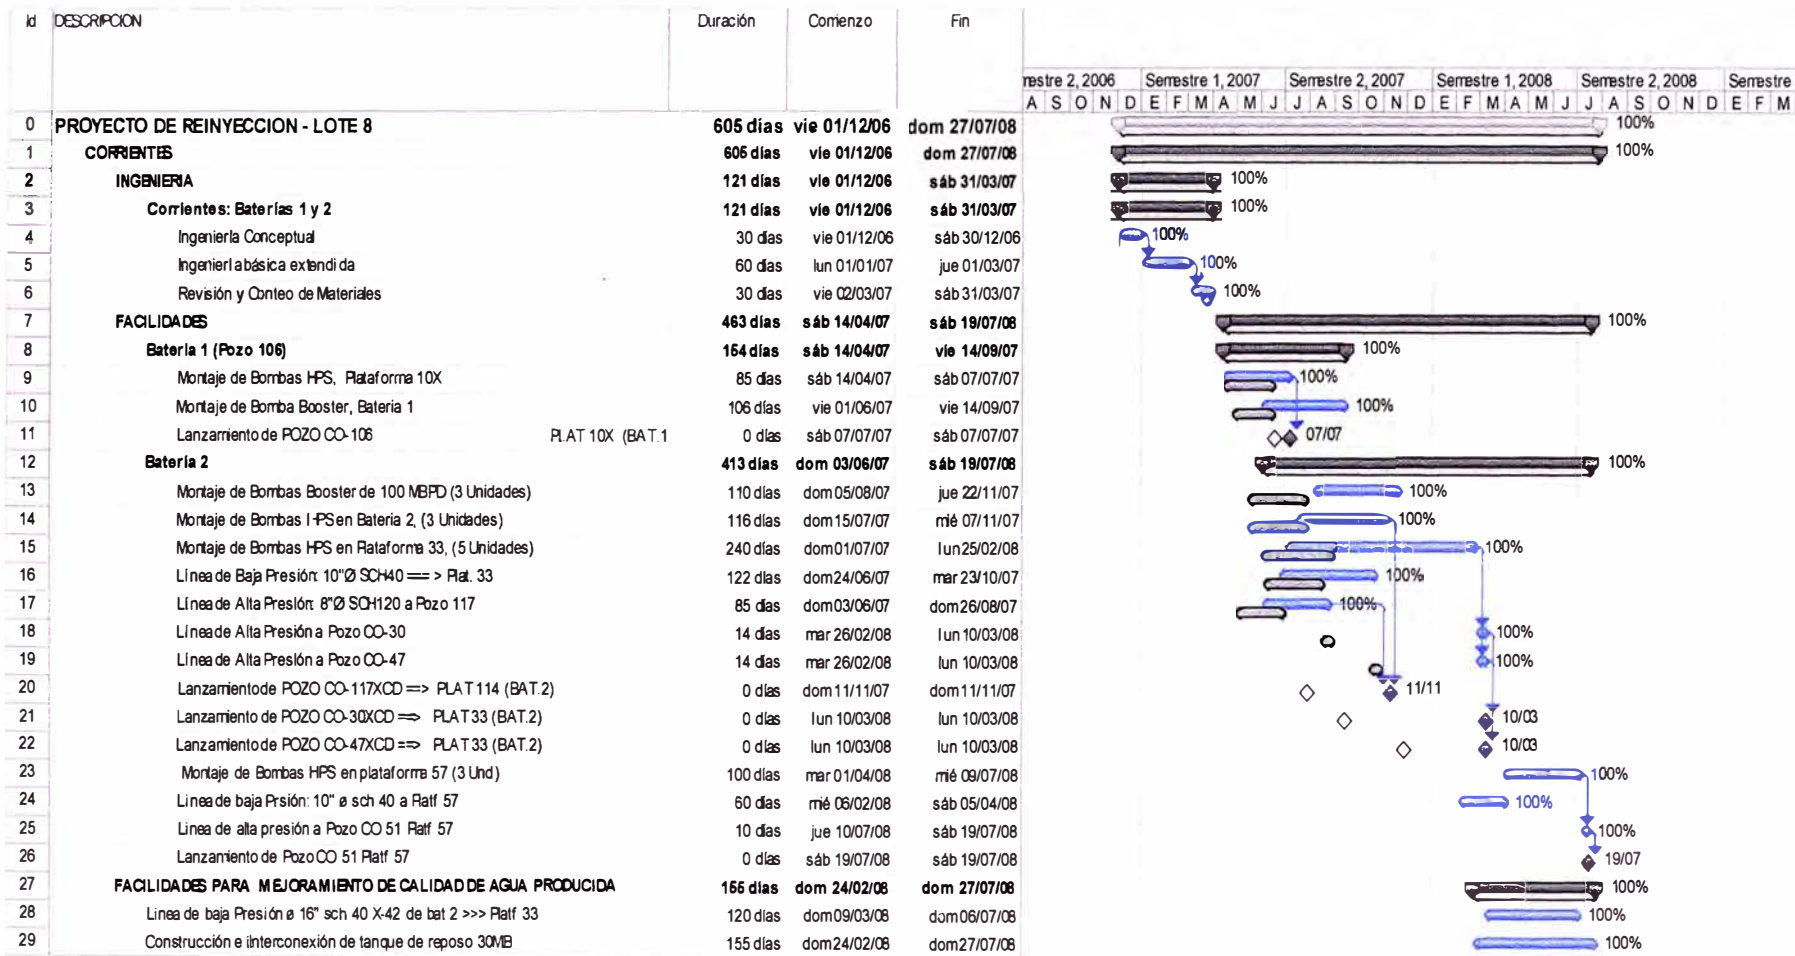 Id DESCRIPCION Duración Comienzo Fin
mestre 2, 2006 Semestre 1, 2007 Semestre 2, 2007 Semestre 1, 2008 Semestre 2, 2008 Semestre
A S O N D E F M A M J J A S O N D E F M A M J J A S O N D E F M
0 PROYECTO DE REINYECCION - LOTE 8 605 días vie 01/12/06 dom 27/07/08 100%
1 CORRIENTES 605 días vie 01/12/06 dom 27/07/08 100%
2 INGENIERIA 121 días vie 01/12/06 sáb 31/03/07 100%
3 Corrientes: Baterías 1 y 2 121 días vie 01/12/06 sáb 31/03/07 100%
4 Ingeniería Conceptual 30 días vie 01/12/06 sáb 30/12/06 100%
5 Ingeniería básica extendida 60 días lun 01/01/07 jue 01/03/07 100%
6 Revisión y Conteo de Materiales 30 días vie 02/03/07 sáb 31/03/07 100%
7 FACILIDADES 463 días sáb 14/04/07 sáb 19/07/08 100%
8 Batería 1 (Pozo 106) 154 días sáb 14/04/07 vie 14/09/07 100%
9 Montaje de Bombas HPS, Plataforma 10X 85 días sáb 14/04/07 sáb 07/07/07 100%
10 Montaje de Bomba Booster, Batería 1 106 días vie 01/06/07 vie 14/09/07 100%
11 Lanzamiento de POZO CO-106 PLAT 10X (BAT.1 0 días sáb 07/07/07 sáb 07/07/07 07/07
12 Batería 2 413 días dom 03/06/07 sáb 19/07/08 100%
13 Montaje de Bombas Booster de 100 MBPD (3 Unidades) 110 días dom 05/08/07 jue 22/11/07 100%
14 Montaje de Bombas HPS en Batería 2, (3 Unidades) 116 días dom 15/07/07 mié 07/11/07 100%
15 Montaje de Bombas HPS en Plataforma 33, (5 Unidades) 240 días dom 01/07/07 lun 25/02/08 100%
16 Línea de Baja Presión: 10"Ø SCH40 ==> Plat. 33 122 días dom 24/06/07 mar 23/10/07 100%
17 Línea de Alta Presión: 8"Ø SCH120 a Pozo 117 85 días dom 03/06/07 dom 26/08/07 100%
18 Línea de Alta Presión a Pozo CO-30 14 días mar 26/02/08 lun 10/03/08 100%
19 Línea de Alta Presión a Pozo CO-47 14 días mar 26/02/08 lun 10/03/08 100%
20 Lanzamiento de POZO CO-117XCD ==> PLAT 114 (BAT.2) 0 días dom 11/11/07 dom 11/11/07 11/11
21 Lanzamiento de POZO CO-30XCD ==> PLAT 33 (BAT.2) 0 días lun 10/03/08 lun 10/03/08 10/03
22 Lanzamiento de POZO CO-47XCD ==> PLAT 33 (BAT.2) 0 días lun 10/03/08 lun 10/03/08 10/03
23 Montaje de Bombas HPS en plataforma 57 (3 Und) 100 días mar 01/04/08 mié 09/07/08 100%
24 Linea de baja Prsión: 10" ø sch 40 a Platf 57 60 días mié 06/02/08 sáb 05/04/08 100%
25 Linea de alta presión a Pozo CO 51 Platf 57 10 días jue 10/07/08 sáb 19/07/08 100%
26 Lanzamiento de Pozo CO 51 Platf 57 0 días sáb 19/07/08 sáb 19/07/08 19/07
27 FACILIDADES PARA MEJORAMIENTO DE CALIDAD DE AGUA PRODUCIDA 155 días dom 24/02/08 dom 27/07/08 100%
28 Linea de baja Presión ø 16" sch 40 X-42 de bat 2 >>> Platf 33 120 días dom 09/03/08 dom 06/07/08 100%
29 Construcción e iInterconexión de tanque de reposo 30MB 155 días dom 24/02/08 dom 27/07/08 100%